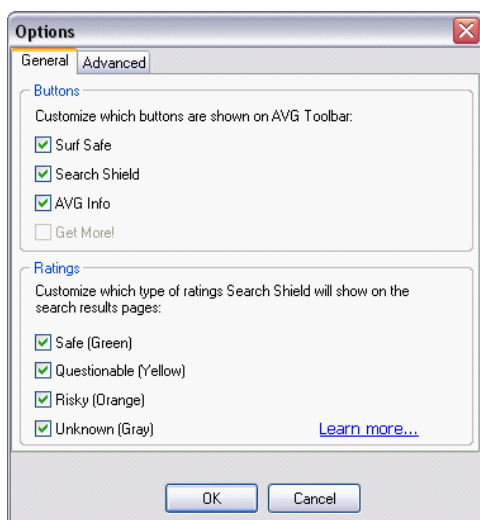 Options
General Advanced
Buttons
Customize which buttons are shown on AVG Toolbar:
Surf Safe
Search Shield
AVG Info
Get More!
Ratings
Customize which type of ratings Search Shield will show on the
search results pages:
Safe (Green)
Questionable (Yellow)
Risky (Orange)
Unknown (Gray) Learn more...
OK Cancel